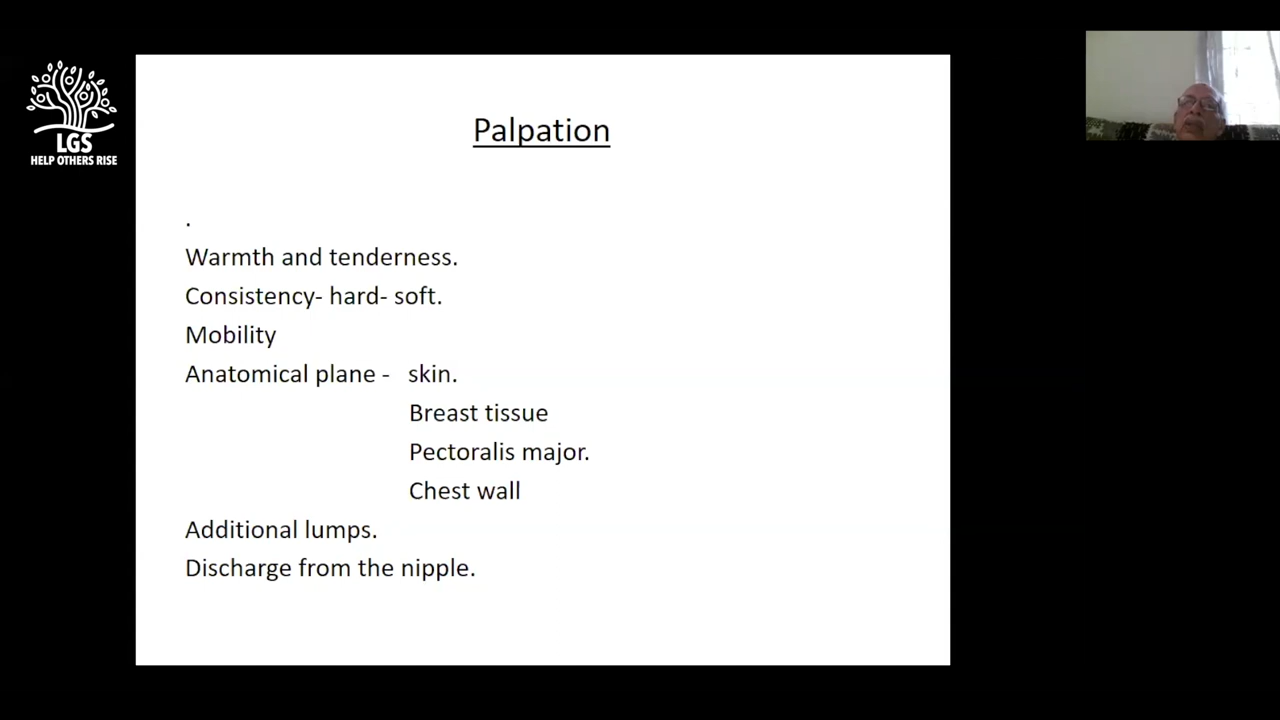 LGS
HELP OTHERS RISE
Palpation
.
Warmth and tenderness.
Consistency- hard- soft.
Mobility
Anatomical plane - skin.
Breast tissue
Pectoralis major.
Chest wall
Additional lumps.
Discharge from the nipple.